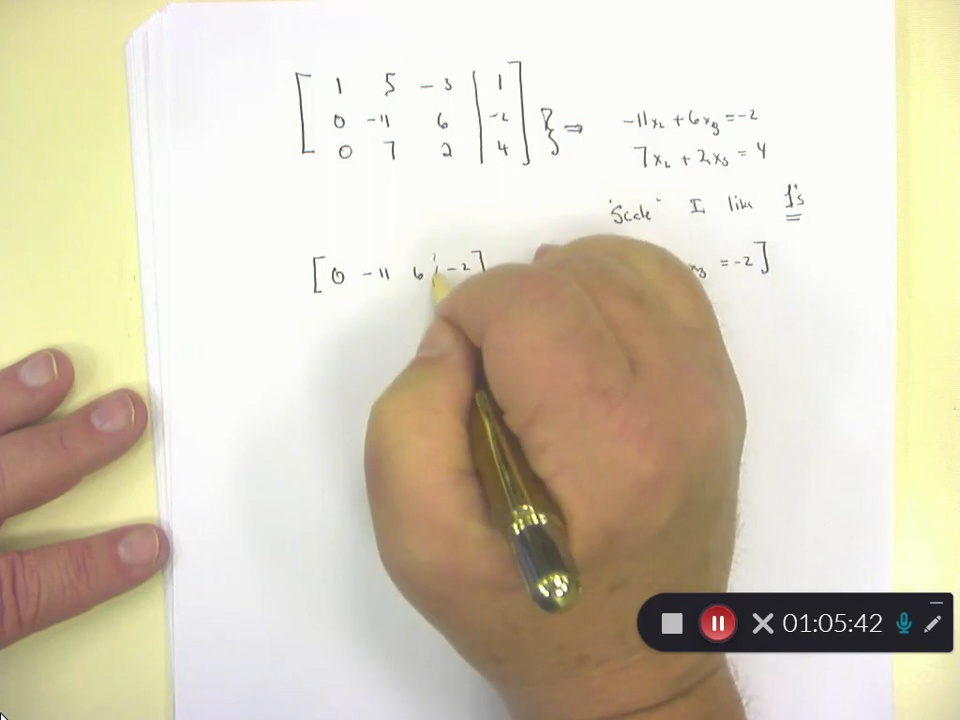 1 5 -3 | 1
0 -11 6 | -2 } ⇒ -11x₂ + 6x₃ = -2
0 7 2 | 4 7x₂ + 2x₃ = 4
"Scale" I like 1's
[0 -11 6 | -2] x₃ = -2]
01:05:42